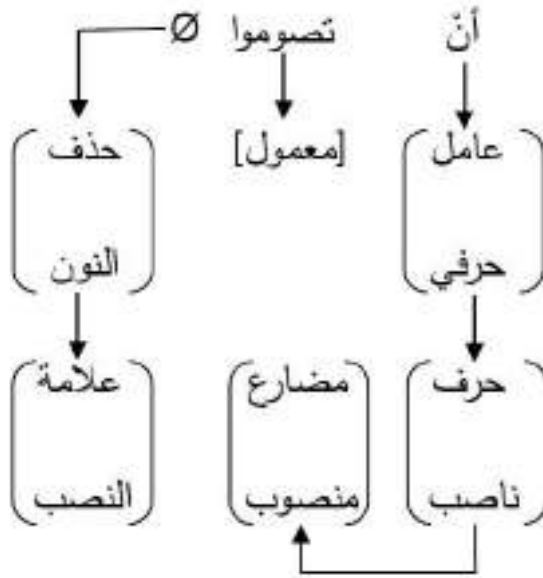 أنّ تصوموا Ø
عامل [معمول] حذف
حرفي النون
حرف مضارع علامة
ناصب منصوب النصب